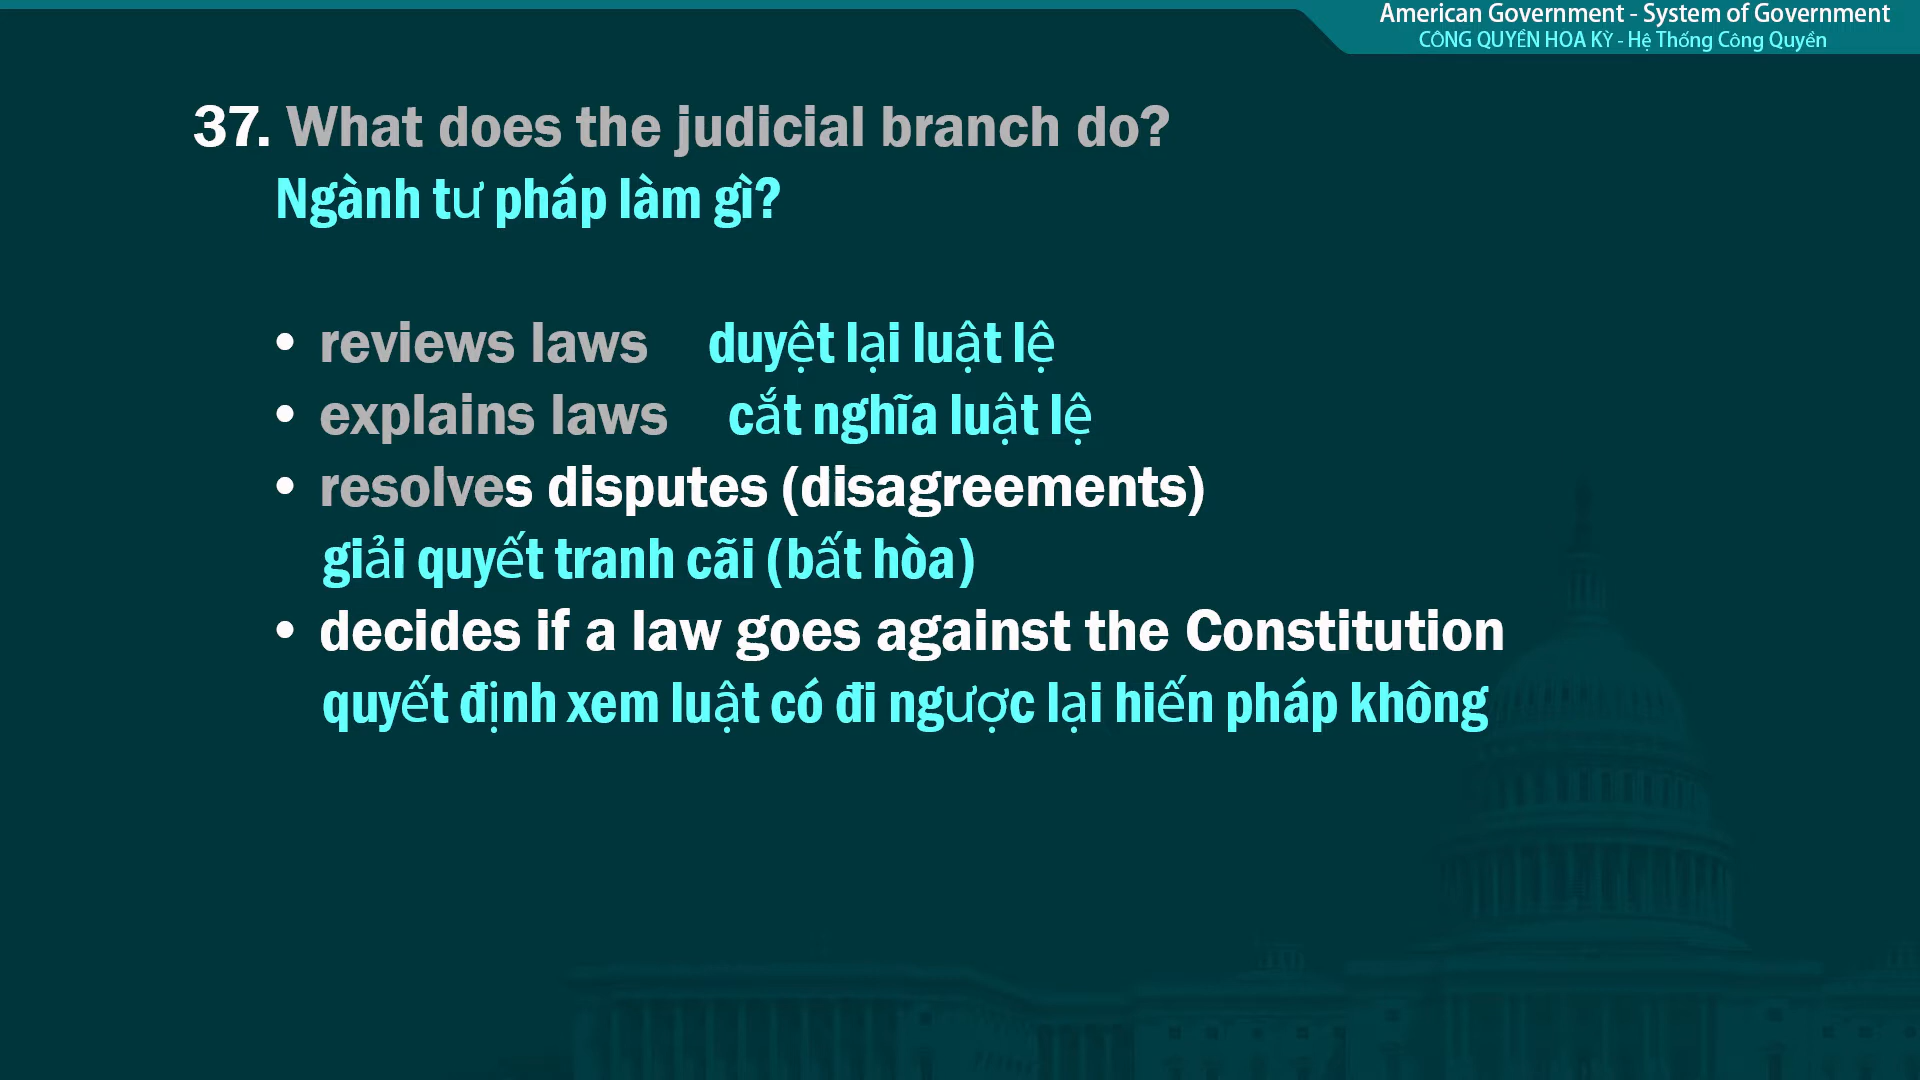 American Government - System of Government
CÔNG QUYỀN HOA KỲ - Hệ Thống Công Quyền
37. What does the judicial branch do?
Ngành tư pháp làm gì?
• reviews laws duyệt lại luật lệ
• explains laws cắt nghĩa luật lệ
• resolves disputes (disagreements)
giải quyết tranh cãi (bất hòa)
• decides if a law goes against the Constitution
quyết định xem luật có đi ngược lại hiến pháp không